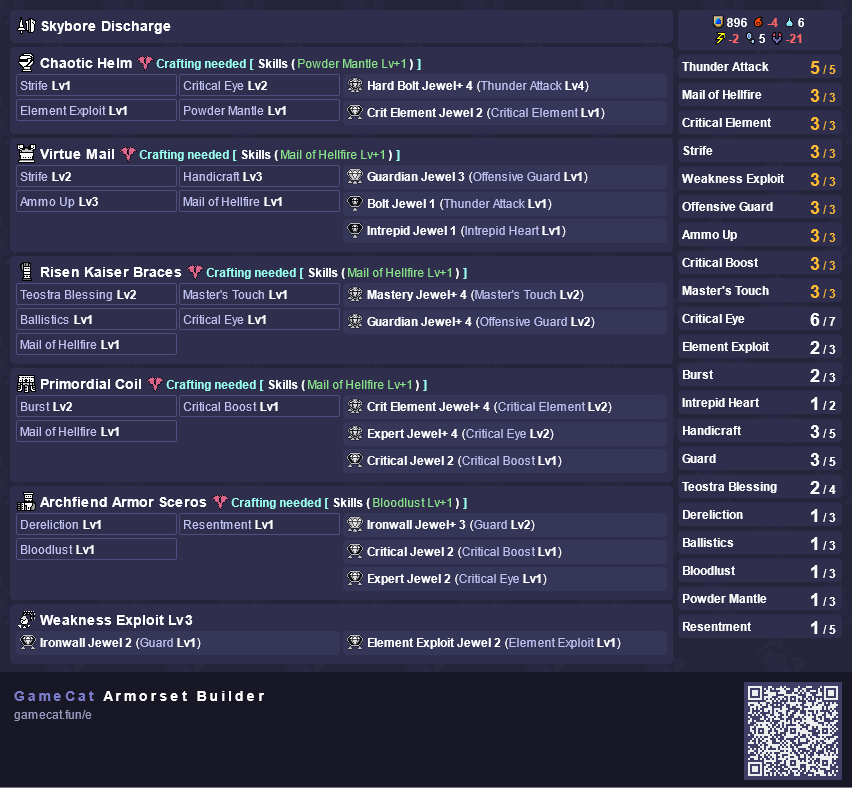 Skybore Discharge
Chaotic Helm Crafting needed [ Skills ( Powder Mantle Lv+1 ) ]
Strife Lv1 Critical Eye Lv2 Hard Bolt Jewel+ 4 (Thunder Attack Lv4)
Element Exploit Lv1 Powder Mantle Lv1 Crit Element Jewel 2 (Critical Element Lv1)
Virtue Mail Crafting needed [ Skills ( Mail of Hellfire Lv+1 ) ]
Strife Lv2 Handicraft Lv3 Guardian Jewel 3 (Offensive Guard Lv1)
Ammo Up Lv3 Mail of Hellfire Lv1 Bolt Jewel 1 (Thunder Attack Lv1)
Intrepid Jewel 1 (Intrepid Heart Lv1)
Risen Kaiser Braces Crafting needed [ Skills ( Mail of Hellfire Lv+1 ) ]
Teostra Blessing Lv2 Master's Touch Lv1 Mastery Jewel+ 4 (Master's Touch Lv2)
Ballistics Lv1 Critical Eye Lv1 Guardian Jewel+ 4 (Offensive Guard Lv2)
Mail of Hellfire Lv1
Primordial Coil Crafting needed [ Skills ( Mail of Hellfire Lv+1 ) ]
Burst Lv2 Critical Boost Lv1 Crit Element Jewel+ 4 (Critical Element Lv2)
Mail of Hellfire Lv1 Expert Jewel+ 4 (Critical Eye Lv2)
Critical Jewel 2 (Critical Boost Lv1)
Archfiend Armor Sceros Crafting needed [ Skills ( Bloodlust Lv+1 ) ]
Dereliction Lv1 Resentment Lv1 Ironwall Jewel+ 3 (Guard Lv2)
Bloodlust Lv1 Critical Jewel 2 (Critical Boost Lv1)
Expert Jewel 2 (Critical Eye Lv1)
Weakness Exploit Lv3
Ironwall Jewel 2 (Guard Lv1) Element Exploit Jewel 2 (Element Exploit Lv1)
896 -4 6
-2 5 -21
Thunder Attack 5 / 5
Mail of Hellfire 3 / 3
Critical Element 3 / 3
Strife 3 / 3
Weakness Exploit 3 / 3
Offensive Guard 3 / 3
Ammo Up 3 / 3
Critical Boost 3 / 3
Master's Touch 3 / 3
Critical Eye 6 / 7
Element Exploit 2 / 3
Burst 2 / 3
Intrepid Heart 1 / 2
Handicraft 3 / 5
Guard 3 / 5
Teostra Blessing 2 / 4
Dereliction 1 / 3
Ballistics 1 / 3
Bloodlust 1 / 3
Powder Mantle 1 / 3
Resentment 1 / 5
GameCat Armorset Builder
gamecat.fun/e